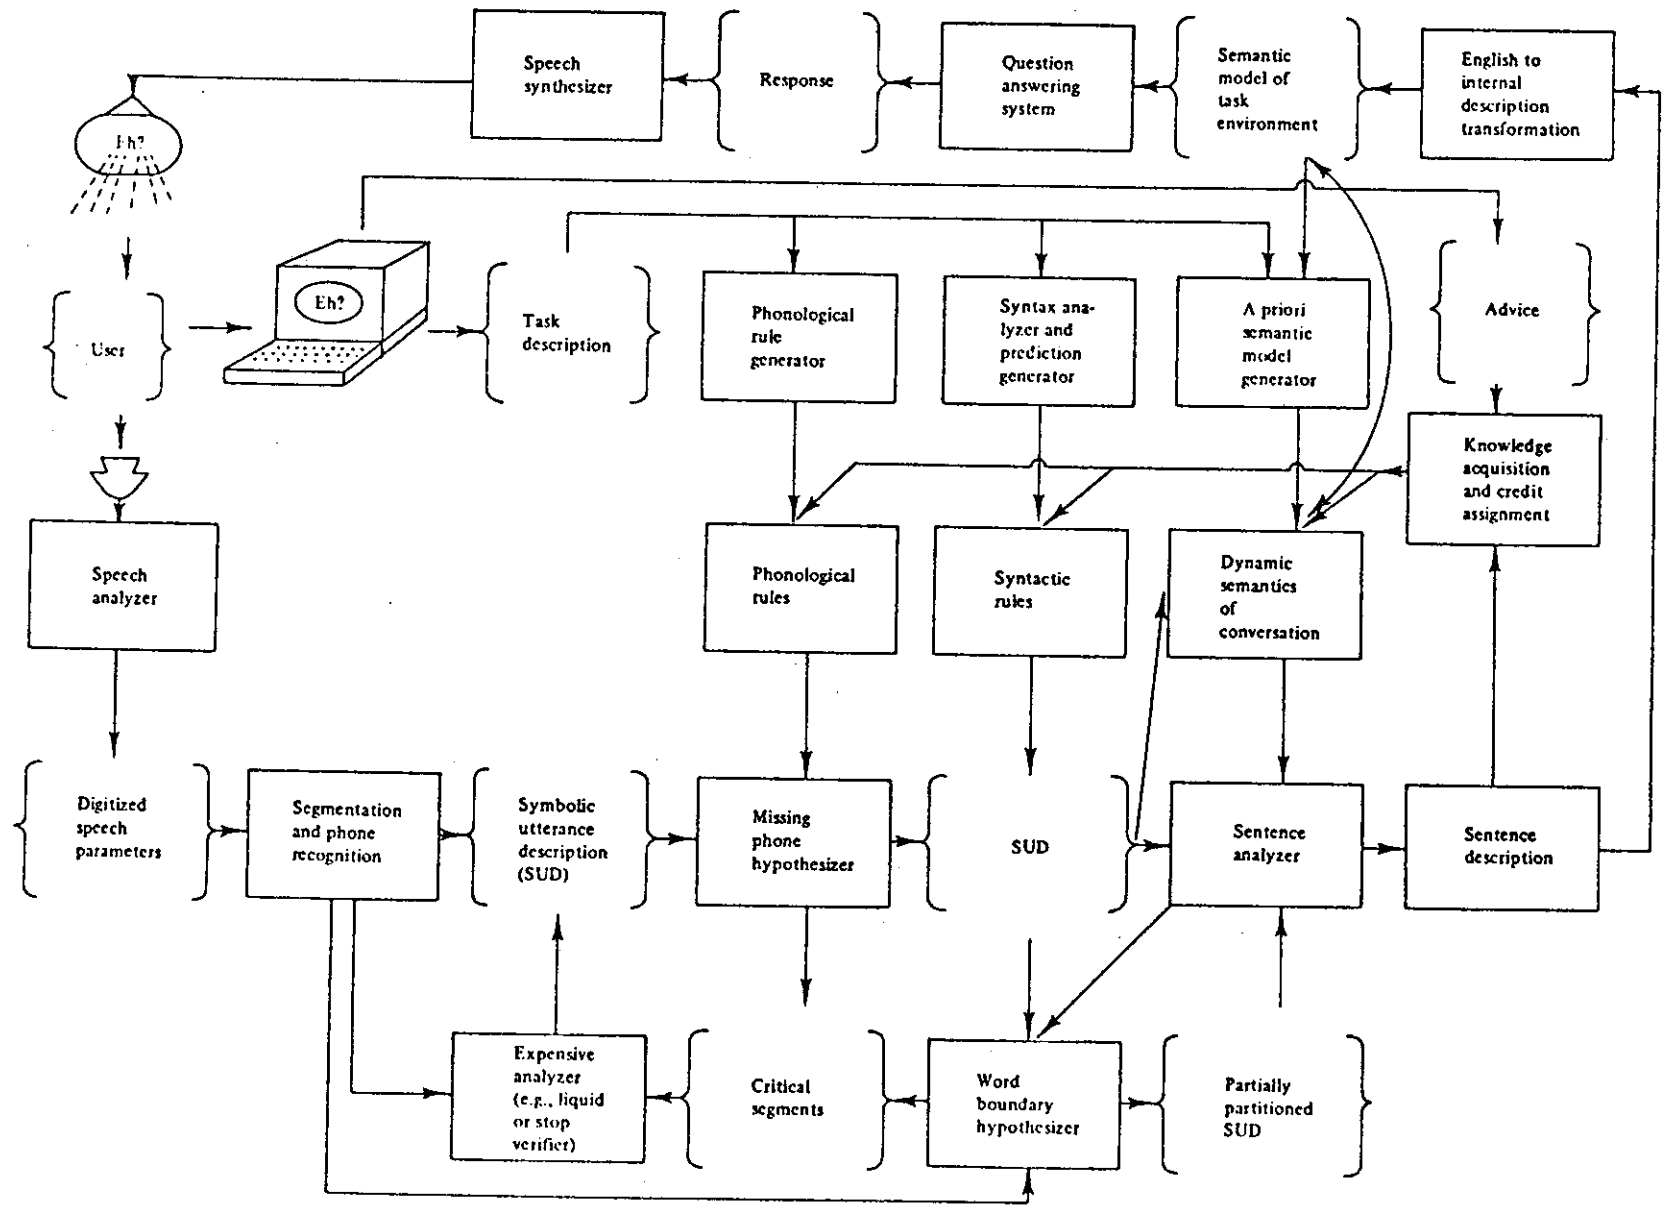 Speech
synthesizer
Response
Question
answering
system
Semantic
model of
task
environment
English to
internal
description
transformation
Eh?
Eh?
User
Task
description
Phonological
rule
generator
Syntax ana-
lyzer and
prediction
generator
A priori
semantic
model
generator
Advice
Knowledge
acquisition
and credit
assignment
Speech
analyzer
Phonological
rules
Syntactic
rules
Dynamic
semantics
of
conversation
Digitized
speech
parameters
Segmentation
and phone
recognition
Symbolic
utterance
description
(SUD)
Missing
phone
hypothesizer
SUD
Sentence
analyzer
Sentence
description
Expensive
analyzer
(e.g., liquid
or stop
verifier)
Critical
segments
Word
boundary
hypothesizer
Partially
partitioned
SUD